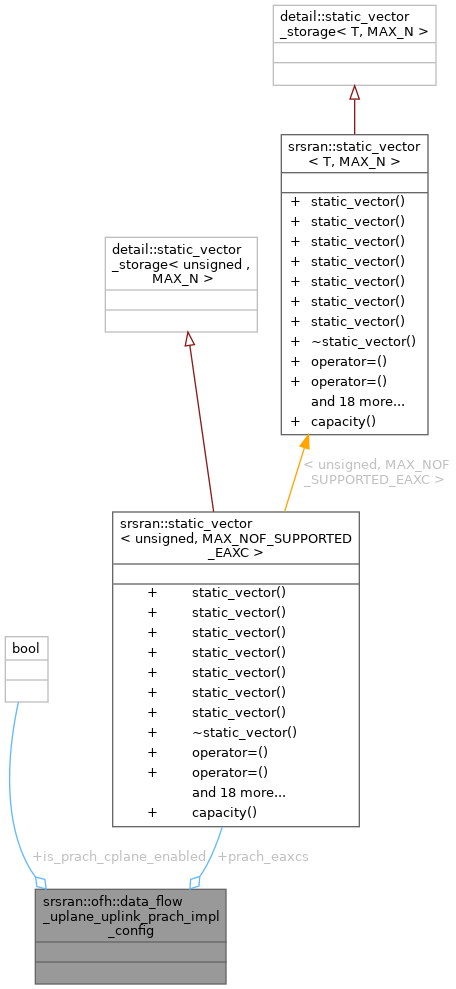 detail::static_vector
_storage< T, MAX_N >
srsran::static_vector
< T, MAX_N >
+ static_vector()
+ static_vector()
+ static_vector()
+ static_vector()
+ static_vector()
+ static_vector()
+ static_vector()
+ ~static_vector()
+ operator=()
+ operator=()
and 18 more...
+ capacity()
detail::static_vector
_storage< unsigned ,
MAX_N >
< unsigned, MAX_NOF
_SUPPORTED_EAXC >
srsran::static_vector
< unsigned, MAX_NOF_SUPPORTED
_EAXC >
+ static_vector()
+ static_vector()
+ static_vector()
+ static_vector()
+ static_vector()
+ static_vector()
+ static_vector()
+ ~static_vector()
+ operator=()
+ operator=()
and 18 more...
+ capacity()
bool
+is_prach_cplane_enabled
+prach_eaxcs
srsran::ofh::data_flow
_uplane_uplink_prach_impl
_config